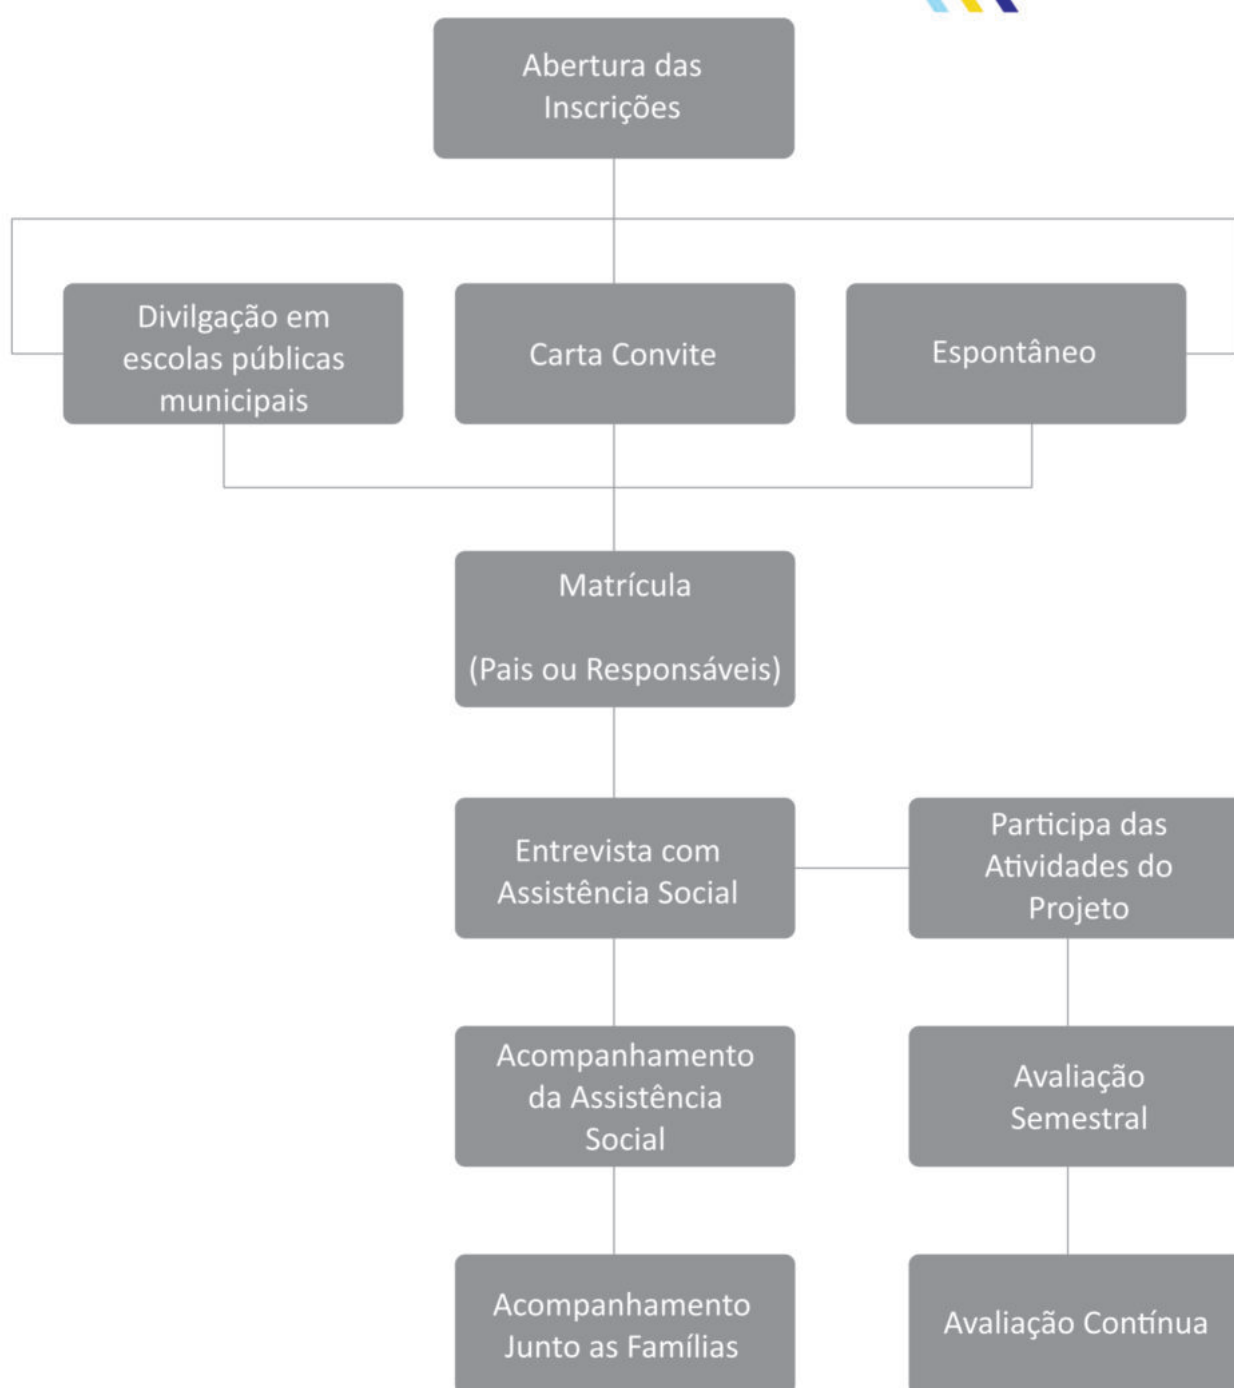 Abertura das
Inscrições
Divilgação em
escolas públicas
municipais
Carta Convite
Espontâneo
Matrícula
(Pais ou Responsáveis)
Entrevista com
Assistência Social
Participa das
Atividades do
Projeto
Acompanhamento
da Assistência
Social
Avaliação
Semestral
Acompanhamento
Junto as Famílias
Avaliação Contínua